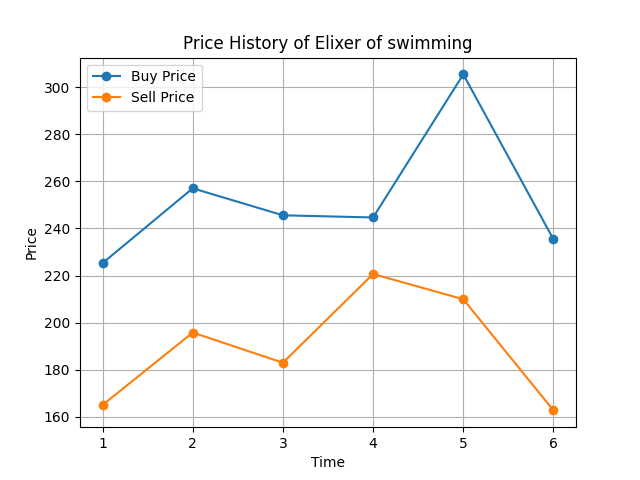 Price History of Elixer of swimming
Buy Price
Sell Price
300
280
260
240
220
200
180
160
Price
1 2 3 4 5 6
Time